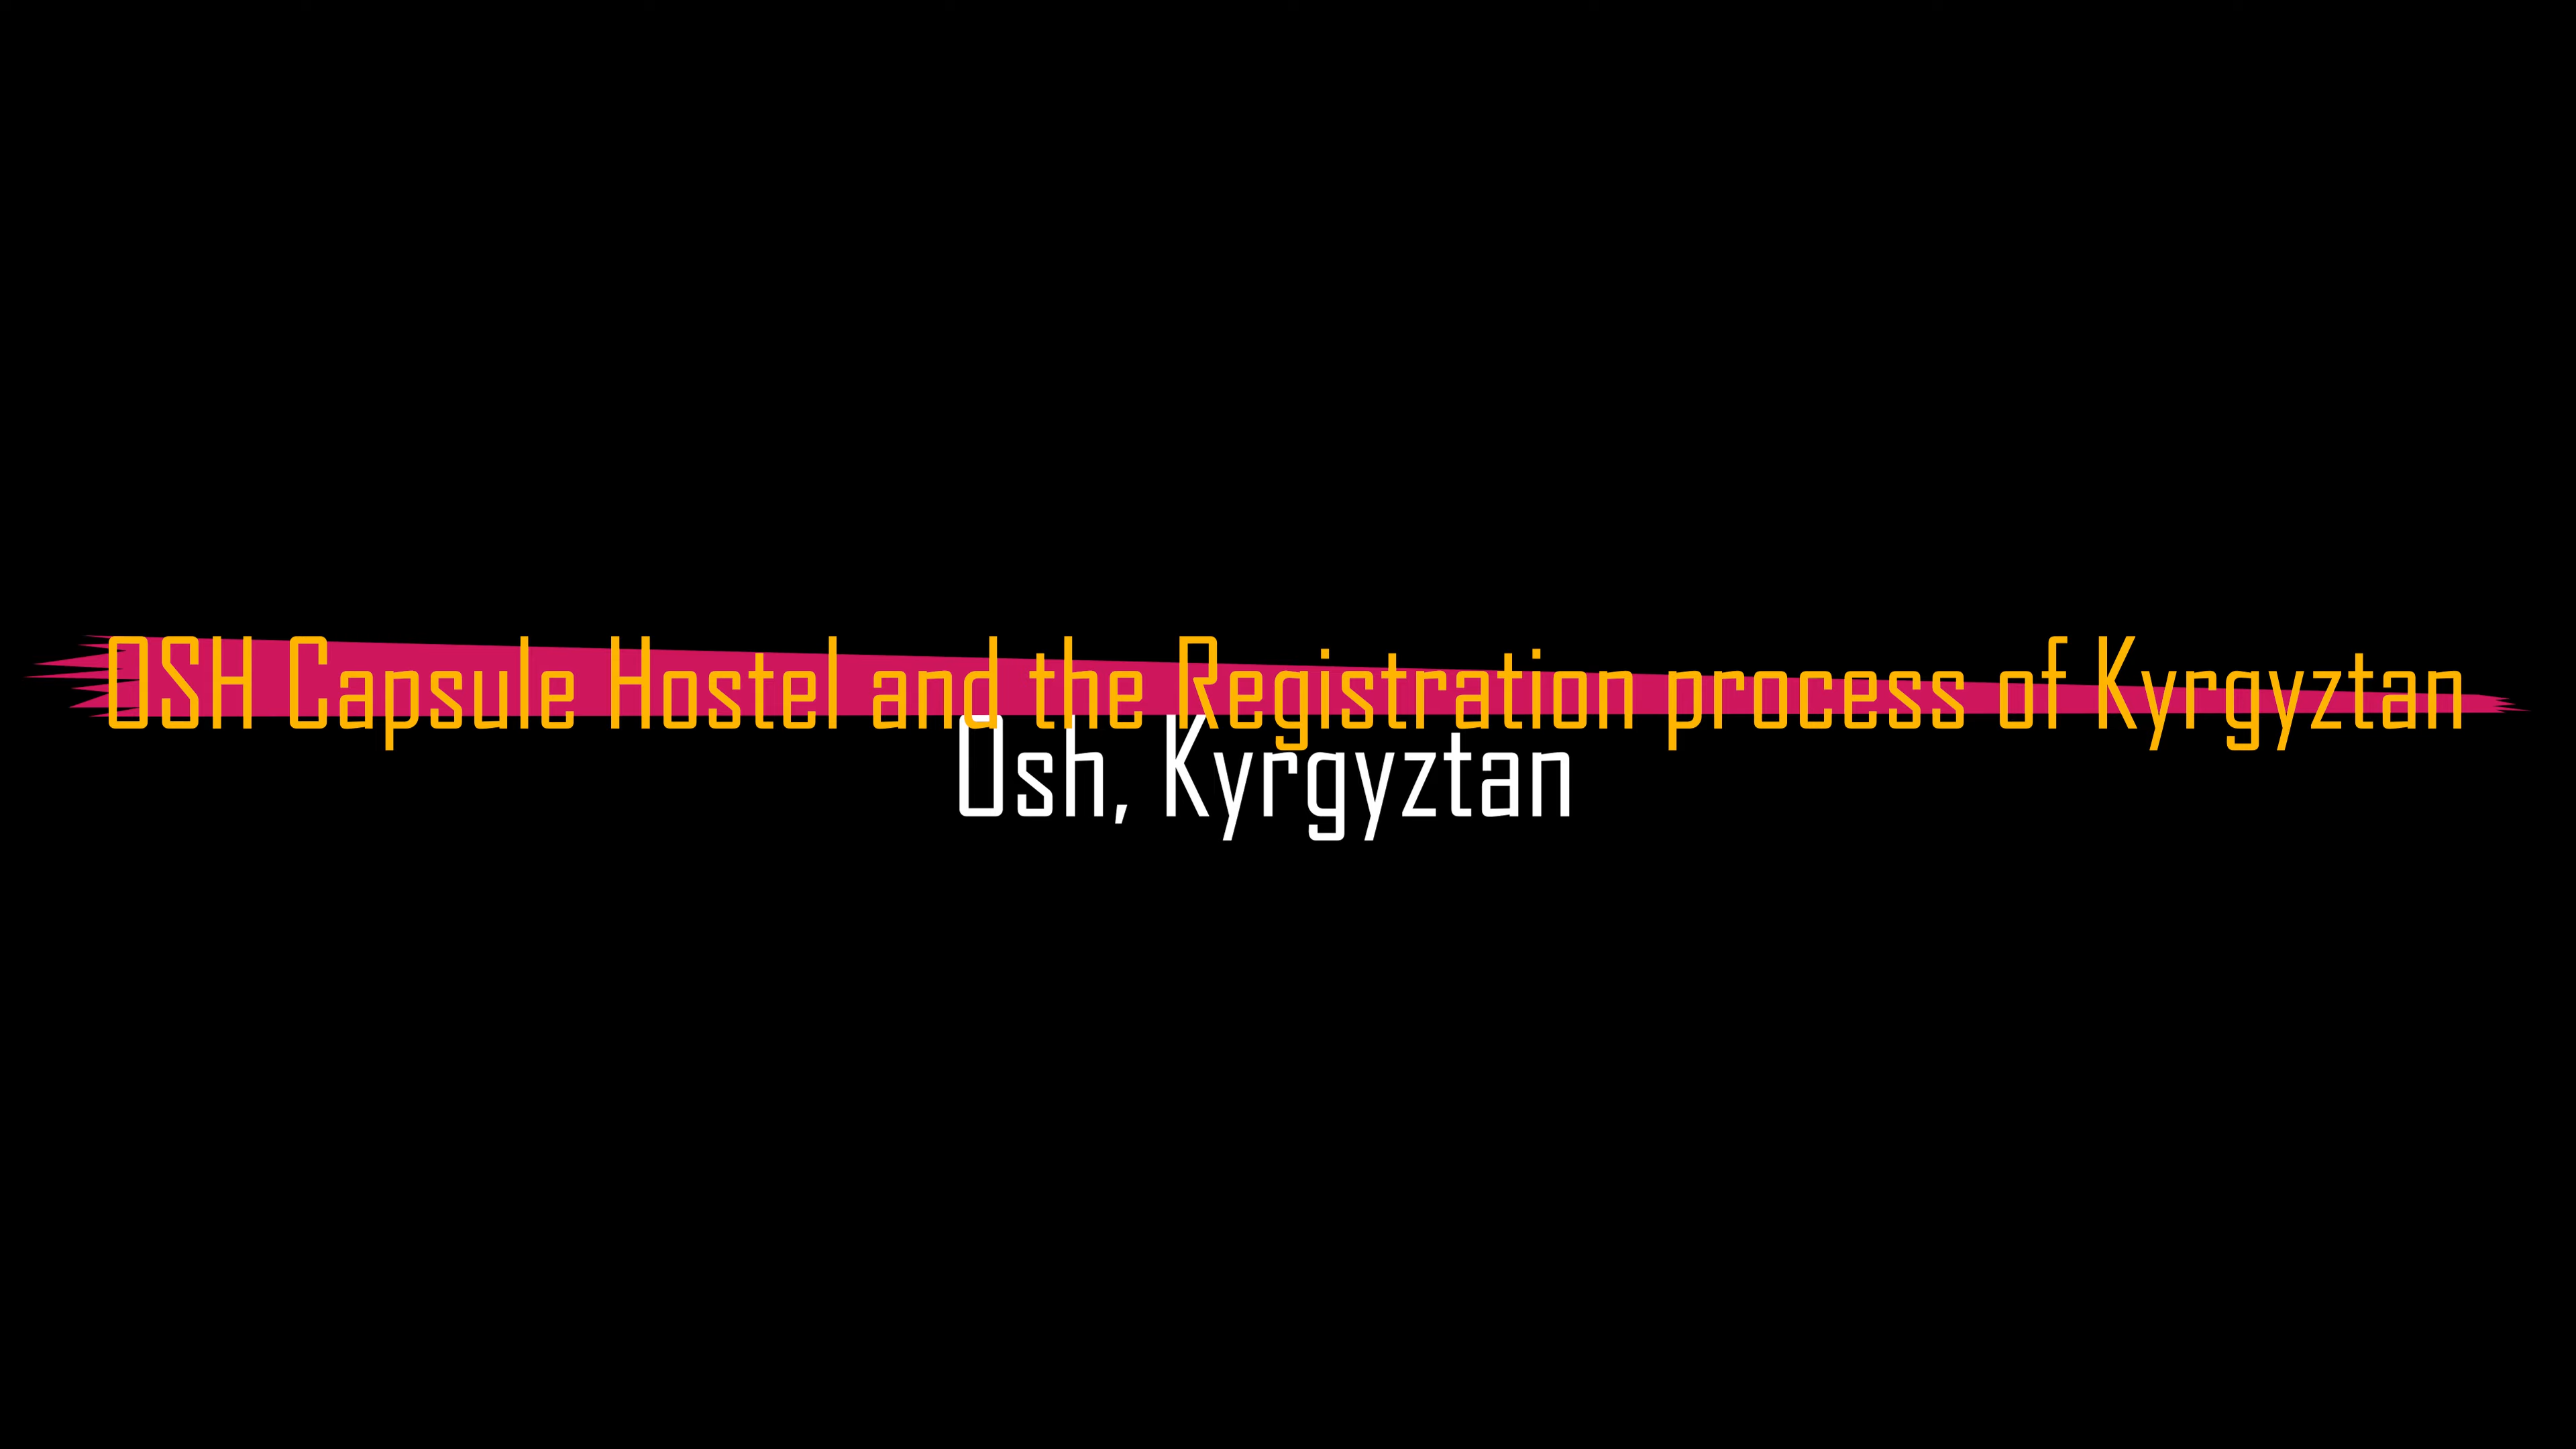 OSH Capsule Hostel and the Registration process of Kyrgyztan
Osh, Kyrgyztan